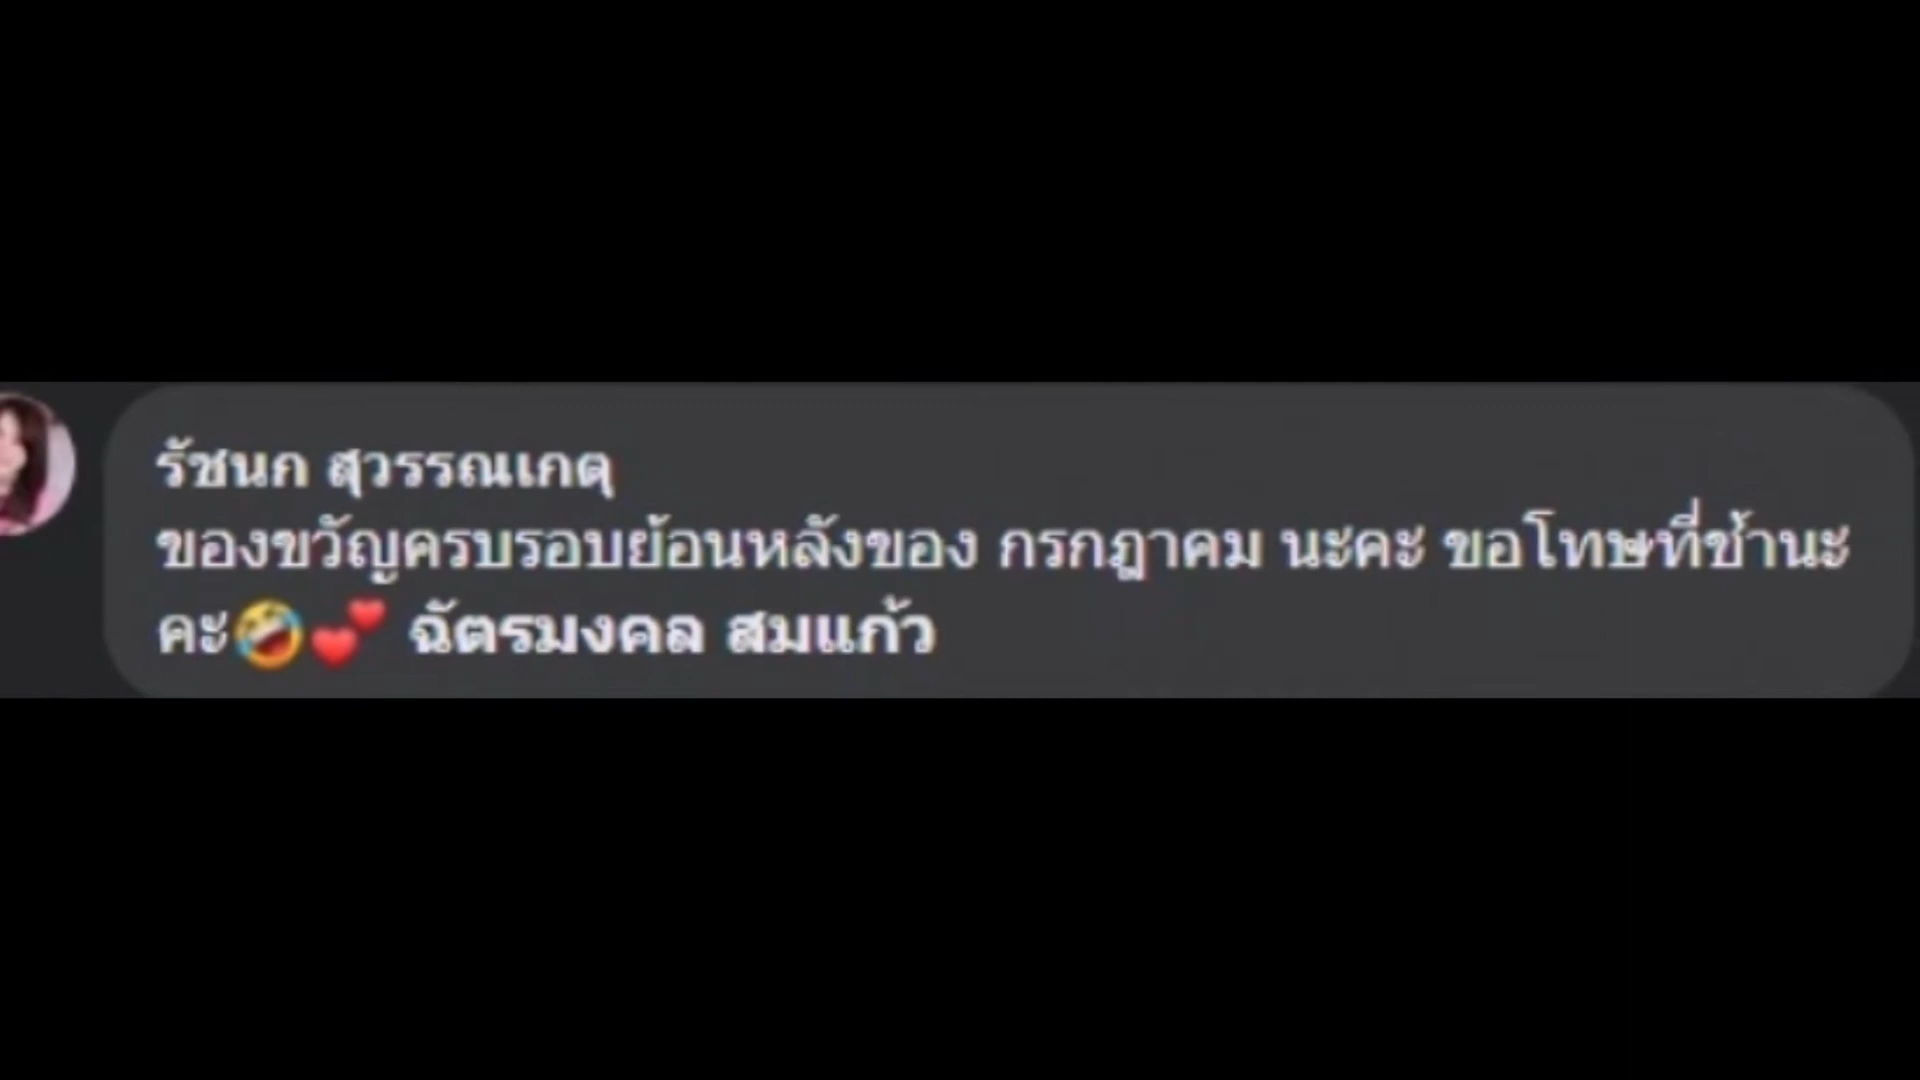 รัชนก สุวรรณเกตุ
ของขวัญครบรอบย้อนหลังของ กรกฎาคม นะคะ ขอโทษที่ช้านะ
คะ🤣💕 ฉัตรมงคล สมแก้ว